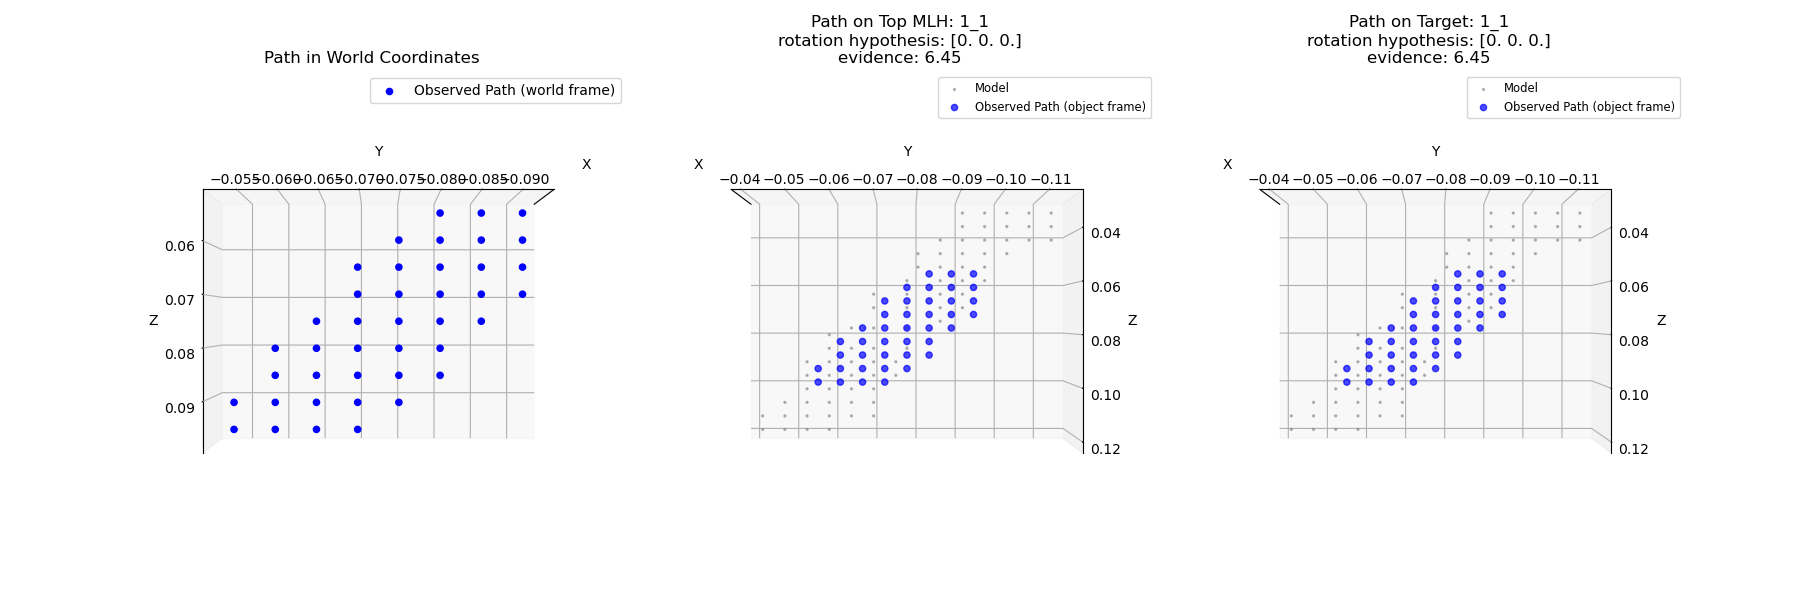 Path in World Coordinates
Observed Path (world frame)
Y
X
−0.055 −0.060 −0.065 −0.070 −0.075 −0.080 −0.085 −0.090
0.06
0.07
Z
0.08
0.09
Path on Top MLH: 1_1
rotation hypothesis: [0. 0. 0.]
evidence: 6.45
Model
Observed Path (object frame)
Y
X
−0.04 −0.05 −0.06 −0.07 −0.08 −0.09 −0.10 −0.11
0.04
0.06
Z
0.08
0.10
0.12
Path on Target: 1_1
rotation hypothesis: [0. 0. 0.]
evidence: 6.45
Model
Observed Path (object frame)
Y
X
−0.04 −0.05 −0.06 −0.07 −0.08 −0.09 −0.10 −0.11
0.04
0.06
Z
0.08
0.10
0.12